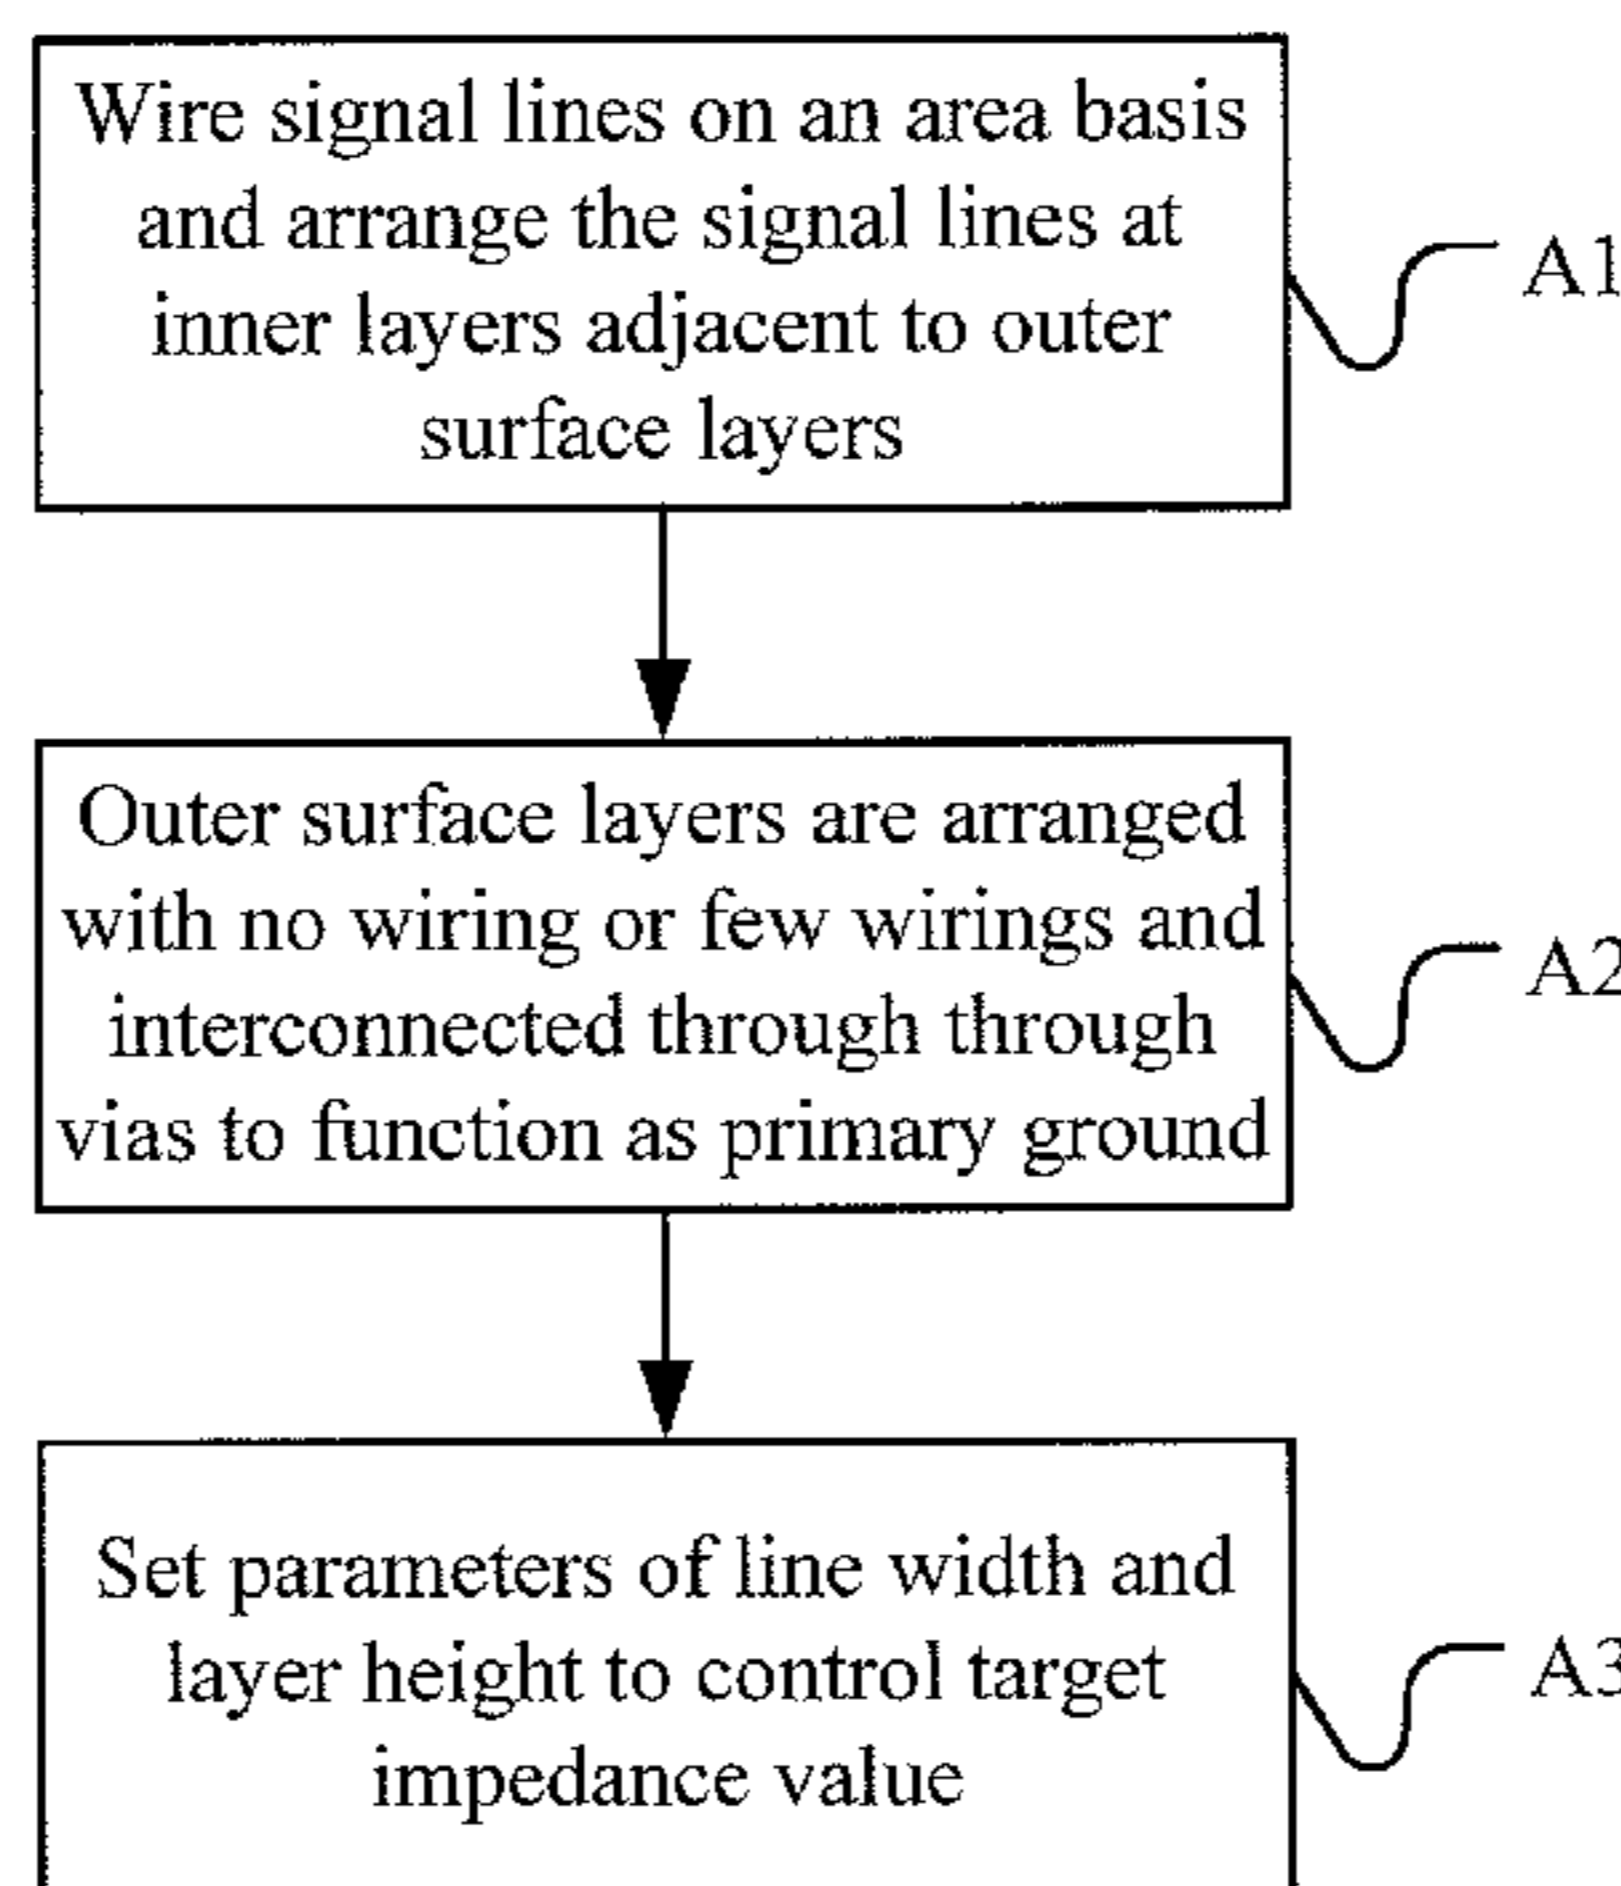 Wire signal lines on an area basis
and arrange the signal lines at
inner layers adjacent to outer
surface layers
A1
Outer surface layers are arranged
with no wiring or few wirings and
interconnected through through
vias to function as primary ground
A2
Set parameters of line width and
layer height to control target
impedance value
A3